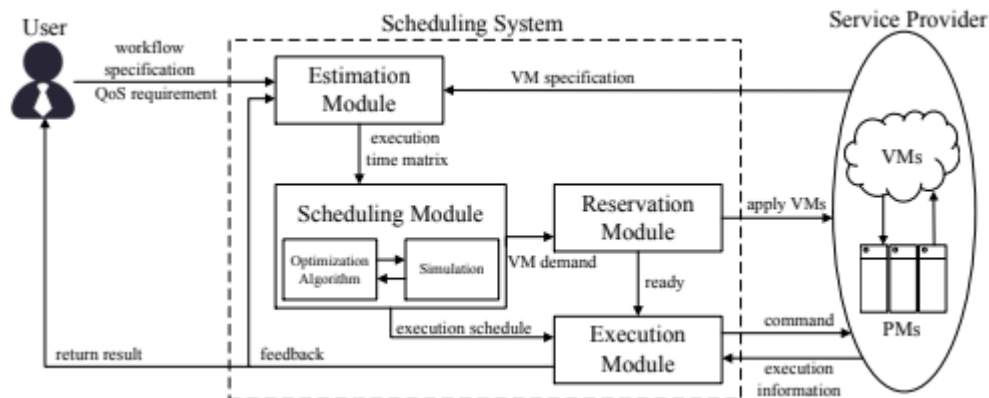 User
Scheduling System
Service Provider
workflow
specification
QoS requirement
Estimation
Module
VM specification
execution
time matrix
VMs
Scheduling Module
Optimization
Algorithm
Simulation
VM demand
Reservation
Module
apply VMs
ready
PMs
execution schedule
Execution
Module
command
return result
feedback
execution
information